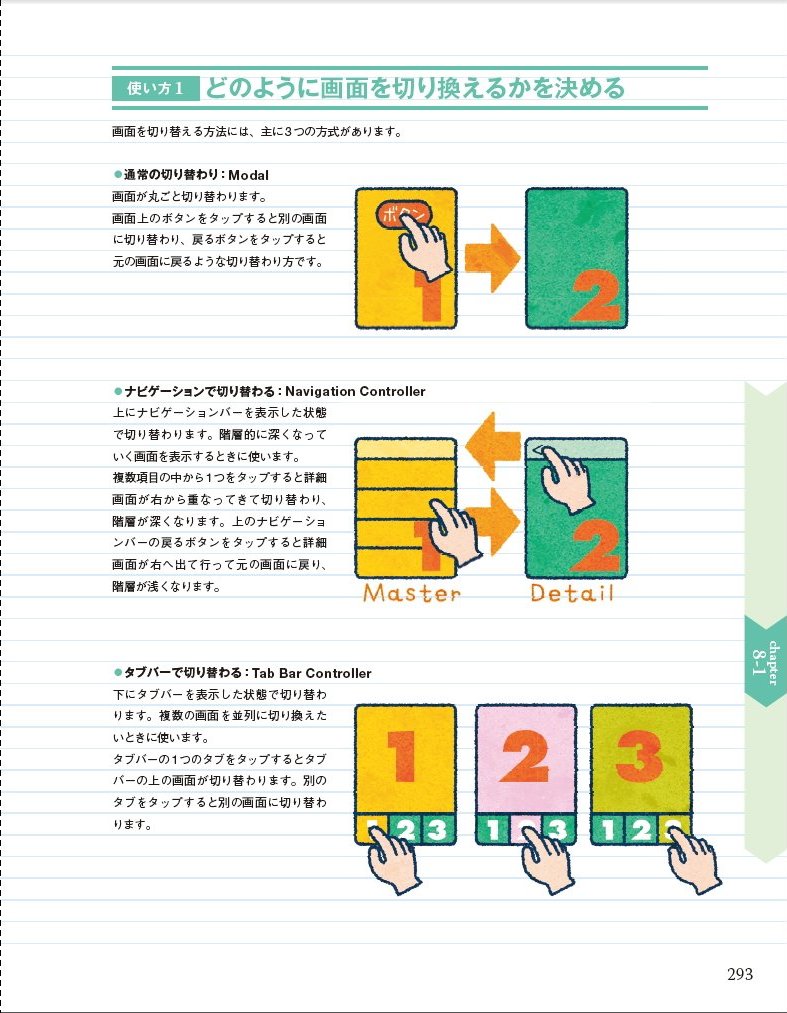 使い方1 どのように画面を切り換えるかを決める
画面を切り替える方法には、主に3つの方式があります。
●通常の切り替わり：Modal
画面が丸ごと切り替わります。
画面上のボタンをタップすると別の画面
に切り替わり、戻るボタンをタップすると
元の画面に戻るような切り替わり方です。
ボタン
1
2
●ナビゲーションで切り替わる：Navigation Controller
上にナビゲーションバーを表示した状態
で切り替わります。階層的に深くなって
いく画面を表示するときに使います。
複数項目の中から1つをタップすると詳細
画面が右から重なってきて切り替わり、
階層が深くなります。上のナビゲーショ
ンバーの戻るボタンをタップすると詳細
画面が右へ出て行って元の画面に戻り、
階層が浅くなります。
<
1
2
Master
Detail
●タブバーで切り替わる：Tab Bar Controller
下にタブバーを表示した状態で切り替わ
ります。複数の画面を並列に切り換えた
いときに使います。
タブバーの1つのタブをタップするとタブ
バーの上の画面が切り替わります。別の
タブをタップすると別の画面に切り替わ
ります。
1
2
3
1 2 3
1 2 3
1 2 3
chapter
8-1
293